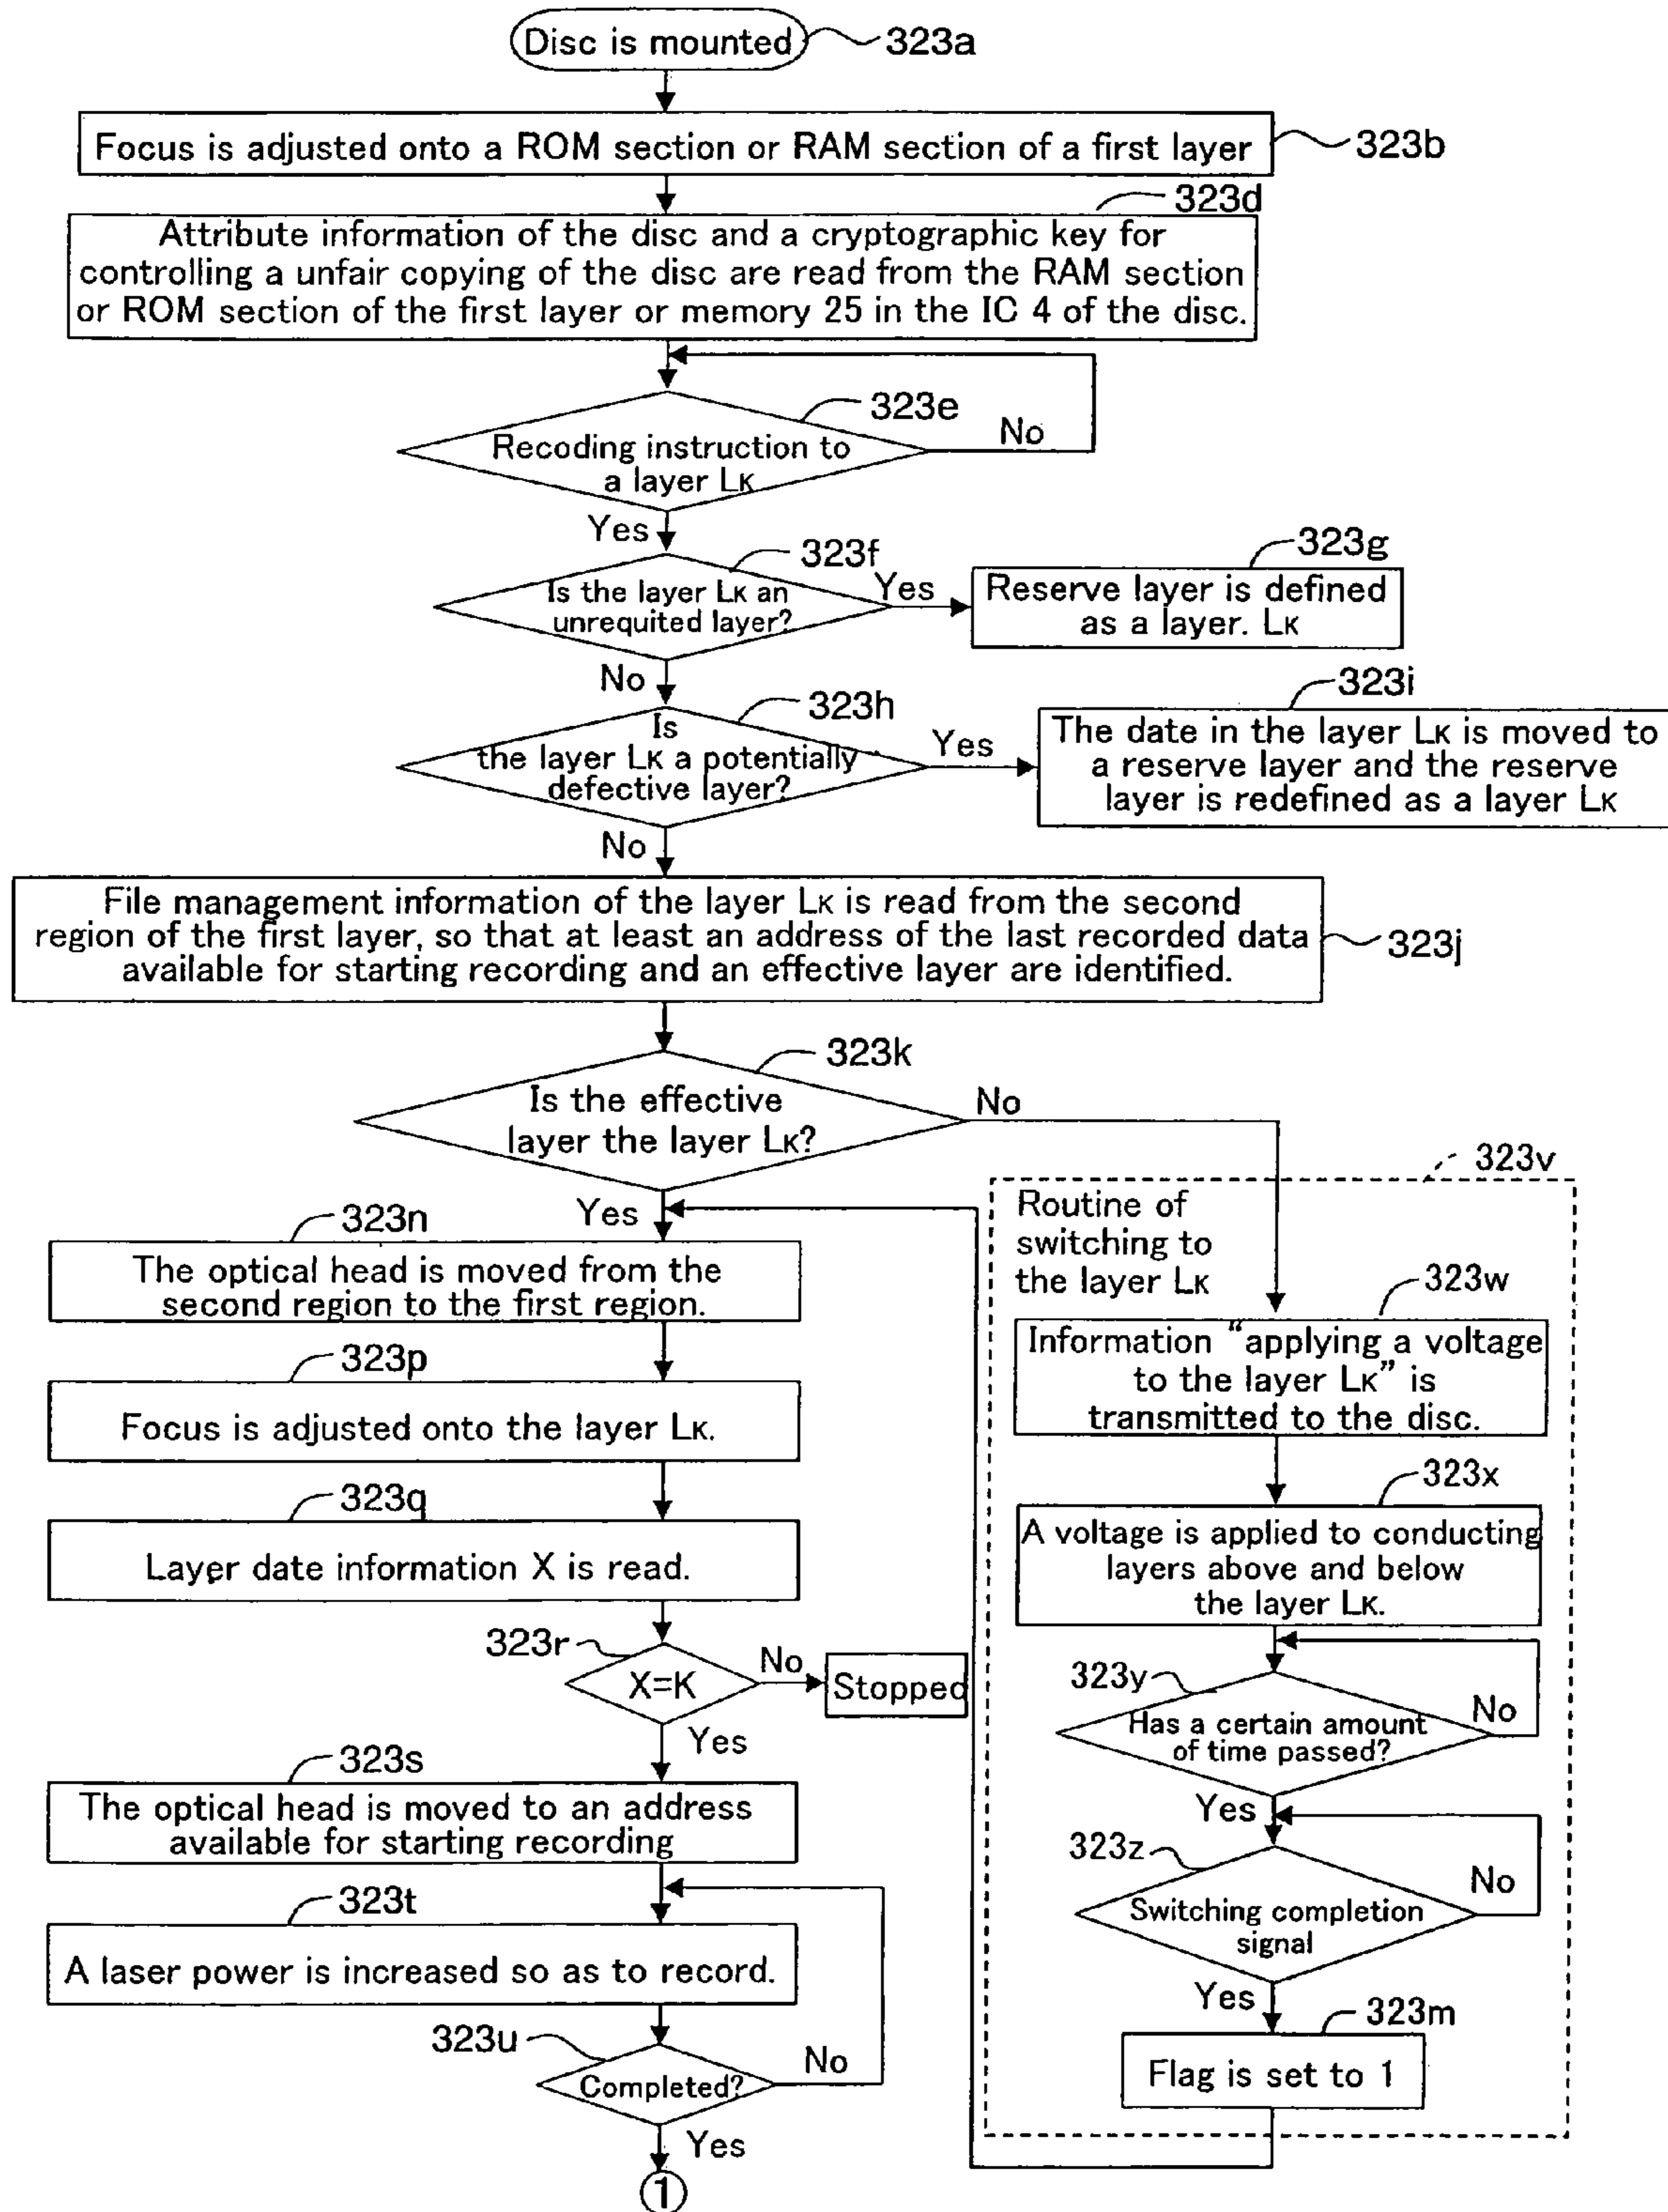 Disc is mounted
323a
Focus is adjusted onto a ROM section or RAM section of a first layer
323b
323d
Attribute information of the disc and a cryptographic key for
controlling a unfair copying of the disc are read from the RAM section
or ROM section of the first layer or memory 25 in the IC 4 of the disc.
323e
Recoding instruction to
a layer LK
No
Yes
323f
Is the layer LK an
unrequited layer?
Yes
323g
Reserve layer is defined
as a layer. LK
No
323h
Is
the layer LK a potentially
defective layer?
Yes
323i
The date in the layer LK is moved to
a reserve layer and the reserve
layer is redefined as a layer LK
No
File management information of the layer LK is read from the second
region of the first layer, so that at least an address of the last recorded data
available for starting recording and an effective layer are identified.
323j
323k
Is the effective
layer the layer LK?
No
Yes
323n
The optical head is moved from the
second region to the first region.
323p
Focus is adjusted onto the layer LK.
323q
Layer date information X is read.
323r
X=K
No
Stopped
Yes
323s
The optical head is moved to an address
available for starting recording
323t
A laser power is increased so as to record.
323u
Completed?
No
Yes
1
323v
Routine of
switching to
the layer LK
323w
Information “applying a voltage
to the layer LK” is
transmitted to the disc.
323x
A voltage is applied to conducting
layers above and below
the layer LK.
323y
Has a certain amount
of time passed?
No
Yes
323z
Switching completion
signal
No
Yes
323m
Flag is set to 1